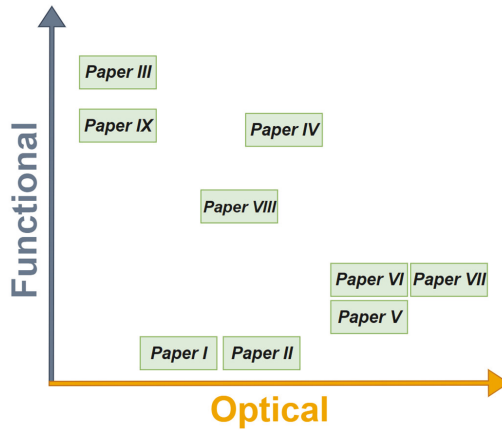 Paper III
Paper IX
Paper IV
Paper VIII
Paper VI
Paper VII
Paper V
Paper I
Paper II
Functional
Optical